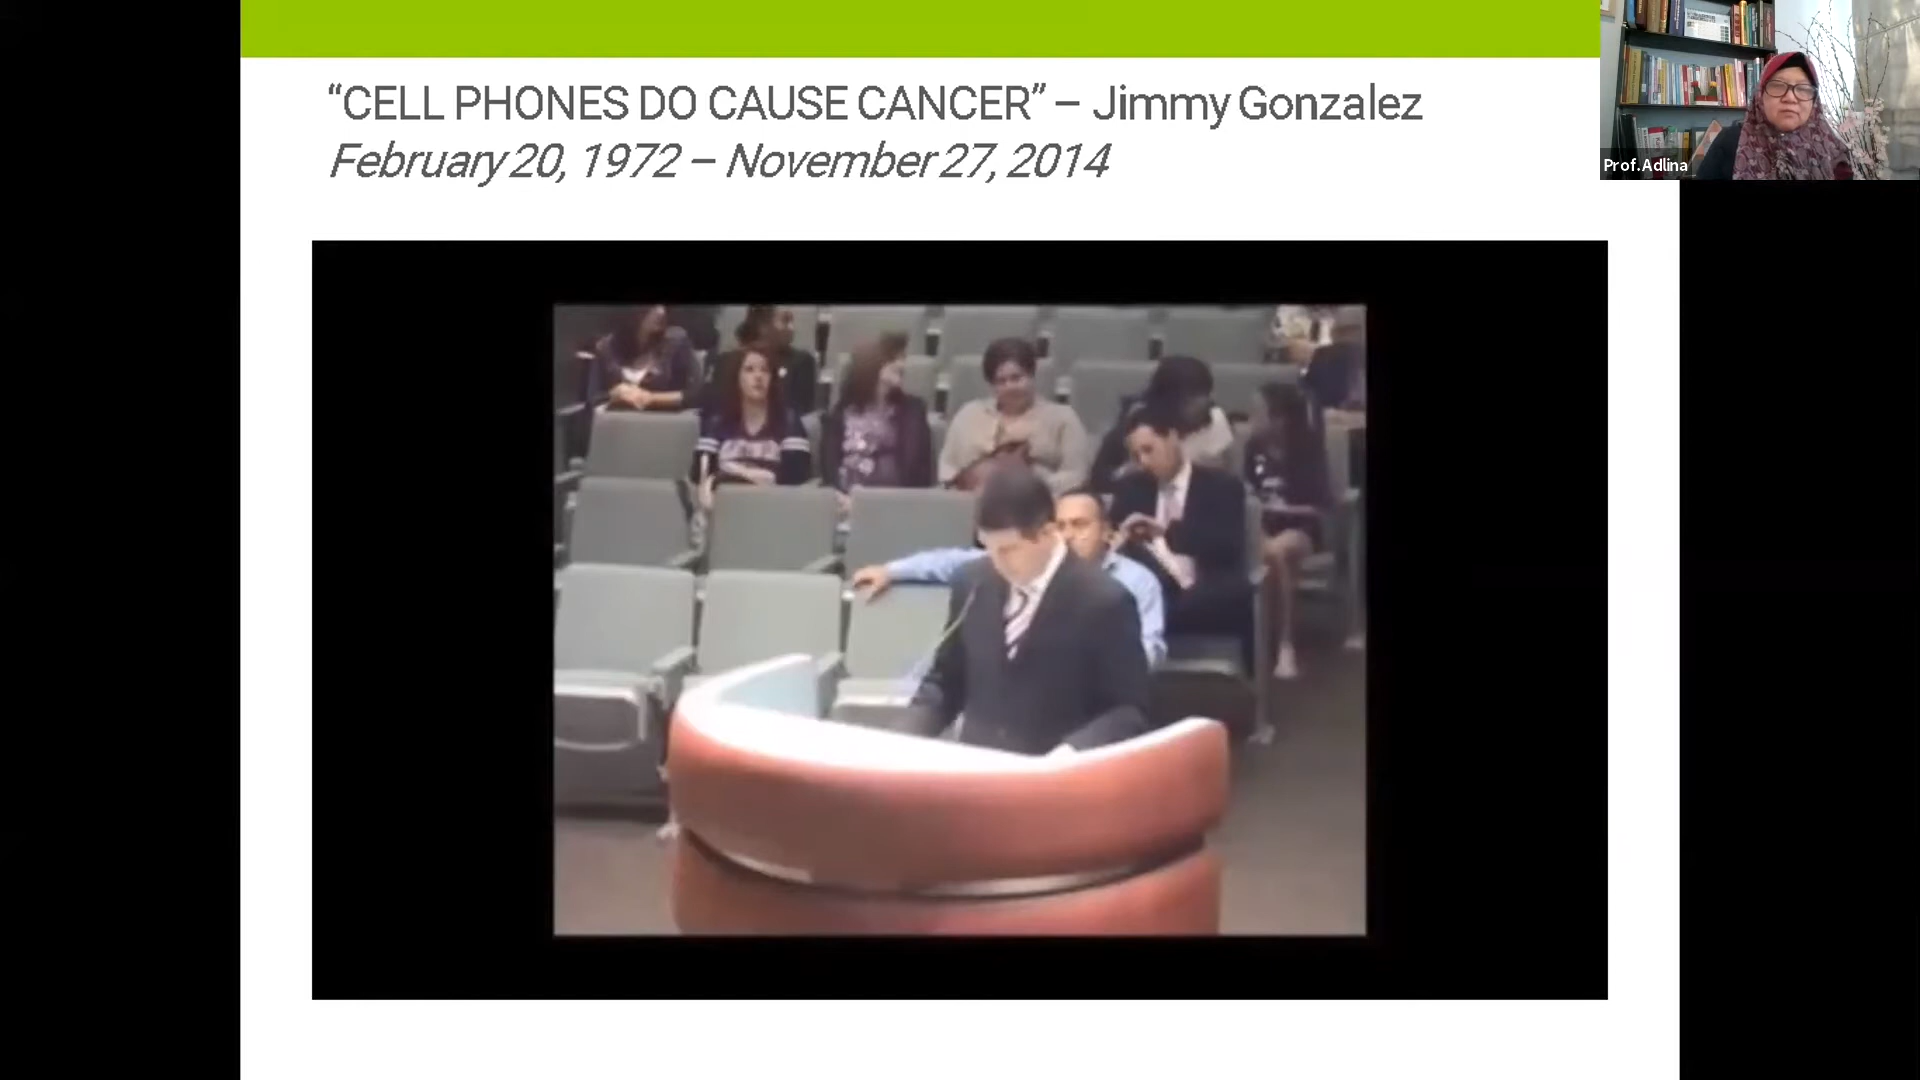 “CELL PHONES DO CAUSE CANCER” – Jimmy Gonzalez
February 20, 1972 – November 27, 2014
Prof. Adlina